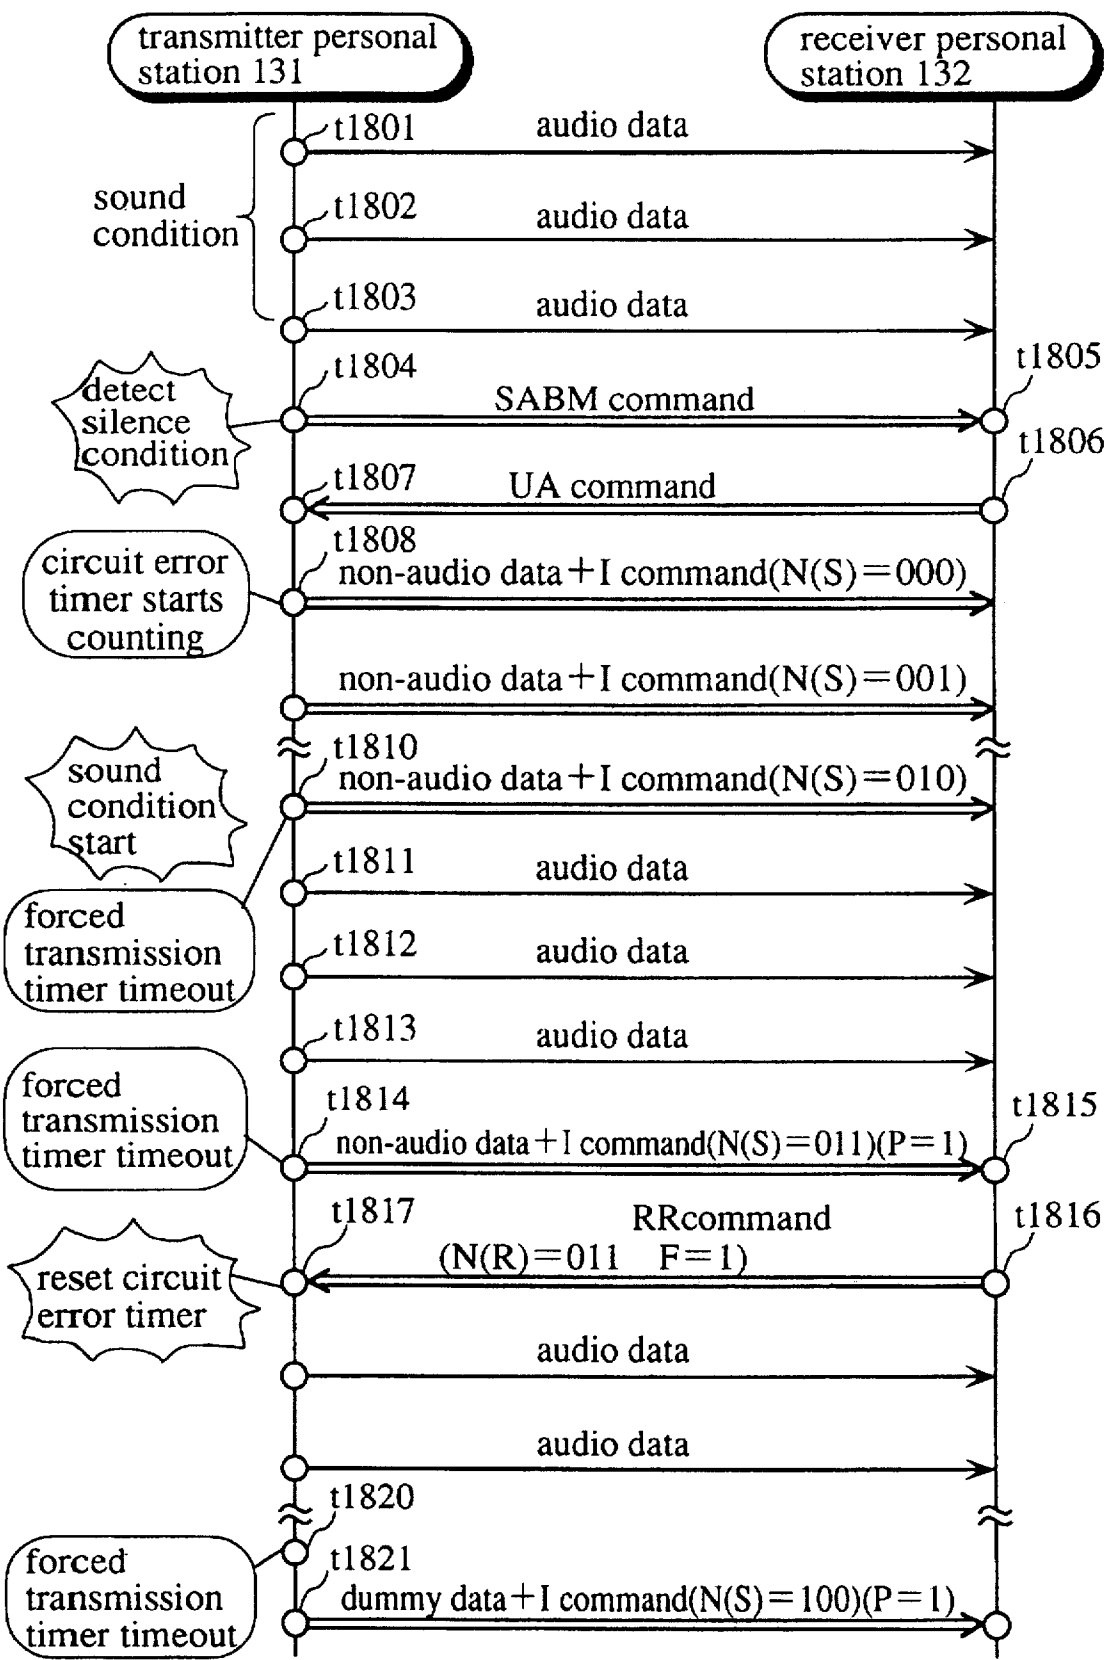 transmitter personal
station 131
receiver personal
station 132
t1801
audio data
sound
condition
t1802
audio data
t1803
audio data
t1804
t1805
detect
silence
condition
SABM command
t1806
t1807
UA command
t1808
circuit error
timer starts
counting
non-audio data+I command(N(S)=000)
non-audio data+I command(N(S)=001)
t1810
sound
condition
start
non-audio data+I command(N(S)=010)
t1811
audio data
forced
transmission
timer timeout
t1812
audio data
t1813
audio data
forced
transmission
timer timeout
t1814
t1815
non-audio data+I command(N(S)=011)(P=1)
t1817
RRcommand
t1816
(N(R)=011 F=1)
reset circuit
error timer
audio data
audio data
t1820
forced
transmission
timer timeout
t1821
dummy data+I command(N(S)=100)(P=1)